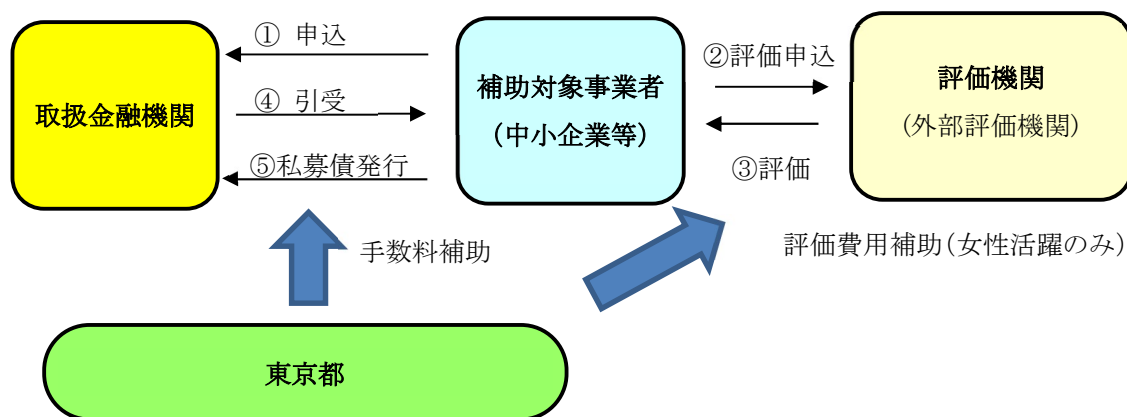 ① 申込
②評価申込
取扱金融機関
④ 引受
補助対象事業者
(中小企業等)
評価機関
(外部評価機関)
⑤私募債発行
③評価
手数料補助
評価費用補助(女性活躍のみ)
東京都